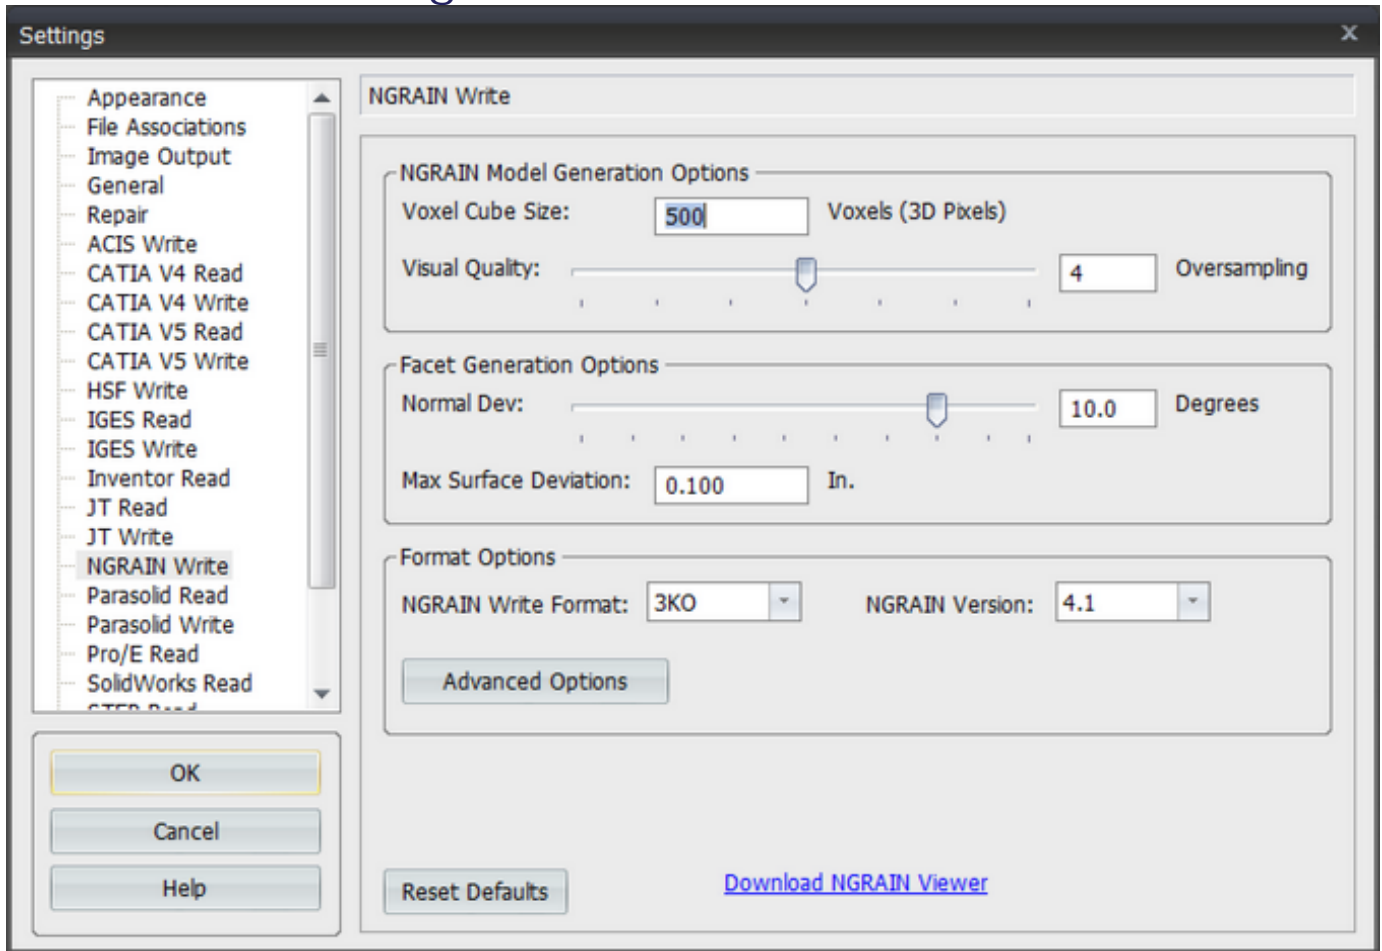 Settings
x
Appearance
File Associations
Image Output
General
Repair
ACIS Write
CATIA V4 Read
CATIA V4 Write
CATIA V5 Read
CATIA V5 Write
HSF Write
IGES Read
IGES Write
Inventor Read
JT Read
JT Write
NGRAIN Write
Parasolid Read
Parasolid Write
Pro/E Read
SolidWorks Read
STEP Read
OK
Cancel
Help
NGRAIN Write
NGRAIN Model Generation Options
Voxel Cube Size: 500 Voxels (3D Pixels)
Visual Quality: 4 Oversampling
Facet Generation Options
Normal Dev: 10.0 Degrees
Max Surface Deviation: 0.100 In.
Format Options
NGRAIN Write Format: 3KO NGRAIN Version: 4.1
Advanced Options
Reset Defaults Download NGRAIN Viewer